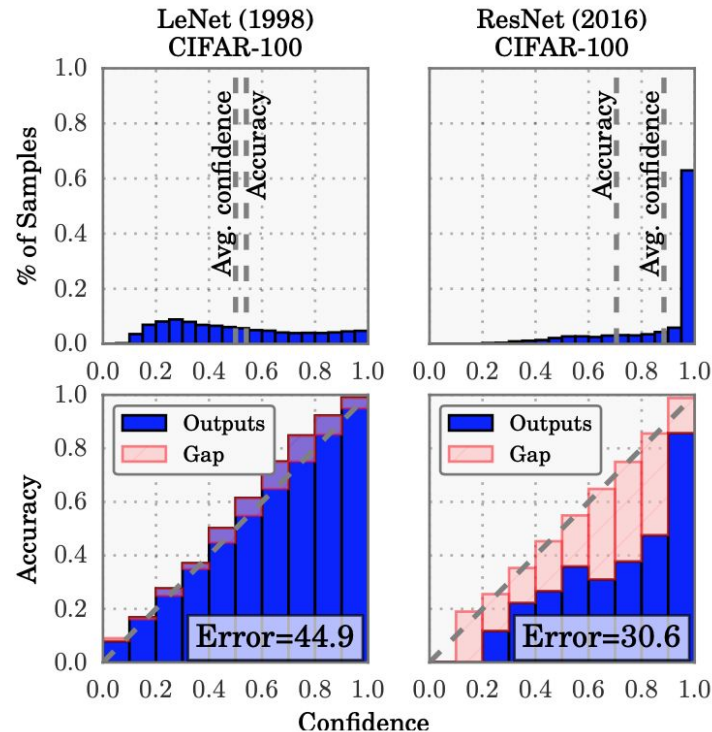 LeNet (1998)
CIFAR-100
ResNet (2016)
CIFAR-100
% of Samples
1.0
0.8
0.6
0.4
0.2
0.0
Avg. confidence
Accuracy
0.0 0.2 0.4 0.6 0.8 1.0
Accuracy
Avg. confidence
0.0 0.2 0.4 0.6 0.8 1.0
Accuracy
1.0
0.8
0.6
0.4
0.2
0.0
Outputs
Gap
Error=44.9
0.0 0.2 0.4 0.6 0.8 1.0
Outputs
Gap
Error=30.6
0.0 0.2 0.4 0.6 0.8 1.0
Confidence